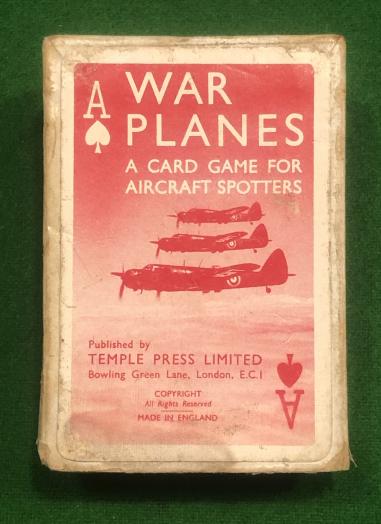 A
WAR
PLANES
A CARD GAME FOR
AIRCRAFT SPOTTERS
Published by
TEMPLE PRESS LIMITED
Bowling Green Lane, London, E.C.1
COPYRIGHT
All Rights Reserved
MADE IN ENGLAND
A